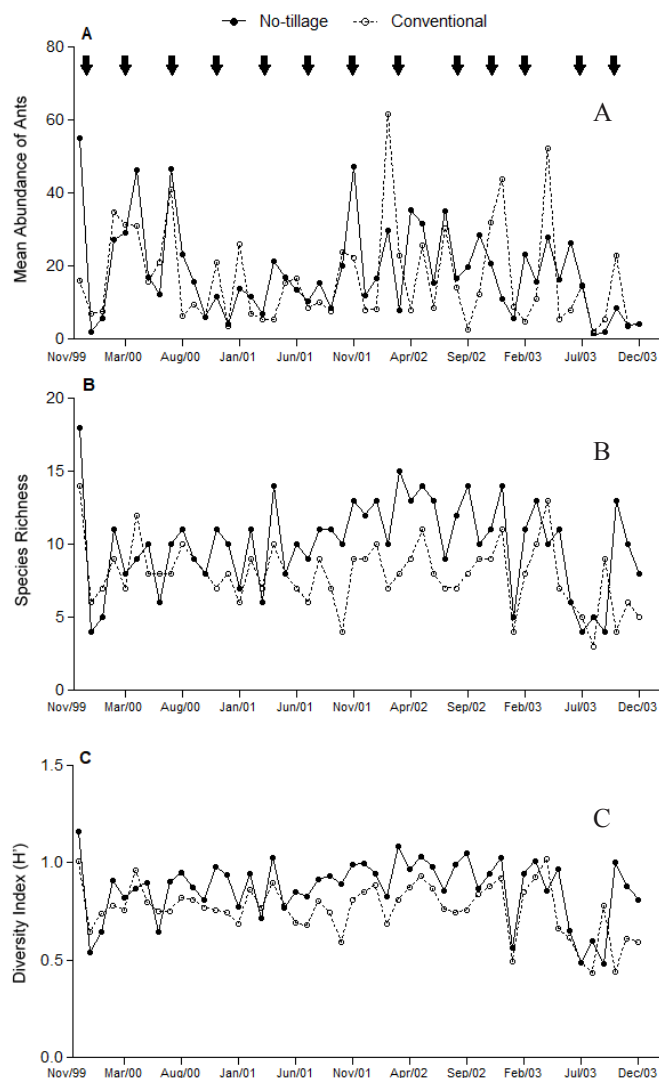 No-tillage Conventional
A
80
60
40
20
0
Mean Abundance of Ants
A
Nov/99 Mar/00 Aug/00 Jan/01 Jun/01 Nov/01 Apr/02 Sep/02 Feb/03 Jul/03 Dec/03
B
20
15
10
5
0
Species Richness
B
Nov/99 Mar/00 Aug/00 Jan/01 Jun/01 Nov/01 Apr/02 Sep/02 Feb/03 Jul/03 Dec/03
C
1.5
1.0
0.5
0.0
Diversity Index (H')
C
Nov/99 Mar/00 Aug/00 Jan/01 Jun/01 Nov/01 Apr/02 Sep/02 Feb/03 Jul/03 Dec/03